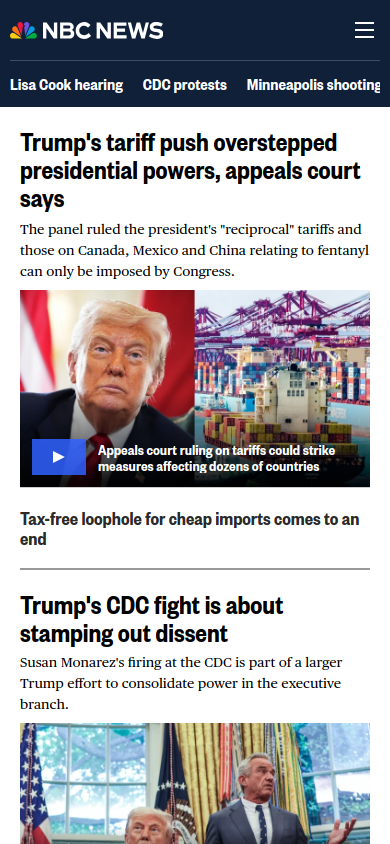 NBC NEWS
Lisa Cook hearing CDC protests Minneapolis shooting
Trump's tariff push overstepped
presidential powers, appeals court
says
The panel ruled the president's "reciprocal" tariffs and
those on Canada, Mexico and China relating to fentanyl
can only be imposed by Congress.
Appeals court ruling on tariffs could strike
measures affecting dozens of countries
Tax-free loophole for cheap imports comes to an
end
Trump's CDC fight is about
stamping out dissent
Susan Monarez's firing at the CDC is part of a larger
Trump effort to consolidate power in the executive
branch.